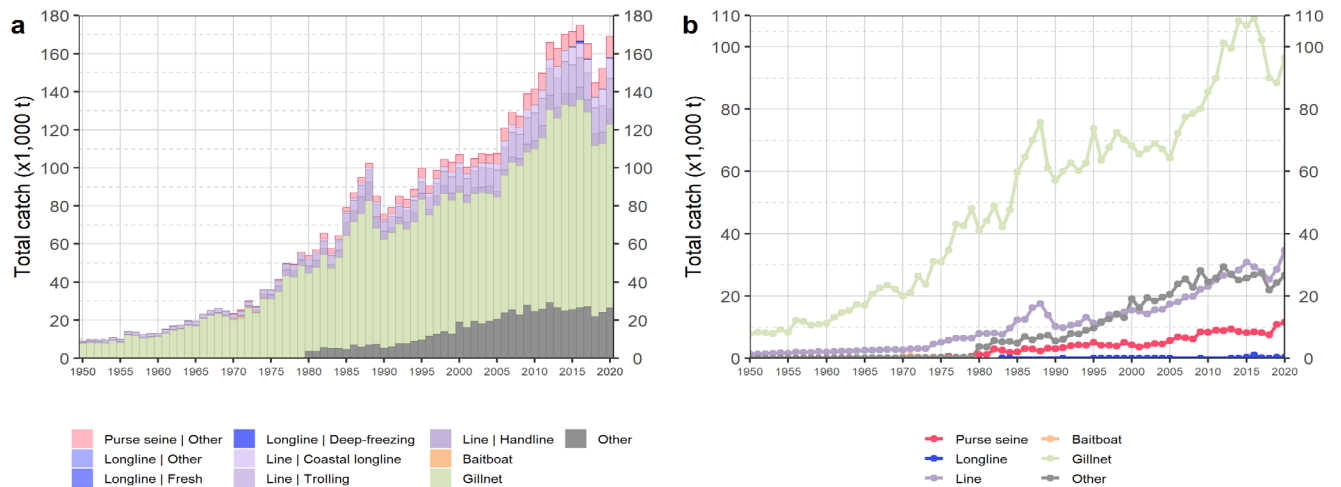 a
Total catch (x1,000 t)
180 180
160 160
140 140
120 120
100 100
80 80
60 60
40 40
20 20
0 0
1950 1955 1960 1965 1970 1975 1980 1985 1990 1995 2000 2005 2010 2015 2020
Purse seine | Other Longline | Deep-freezing Line | Handline Other
Longline | Other Line | Coastal longline Baitboat
Longline | Fresh Line | Trolling Gillnet
b
Total catch (x1,000 t)
110 110
100 100
80 80
60 60
40 40
20 20
0 0
1950 1955 1960 1965 1970 1975 1980 1985 1990 1995 2000 2005 2010 2015 2020
Purse seine Baitboat
Longline Gillnet
Line Other